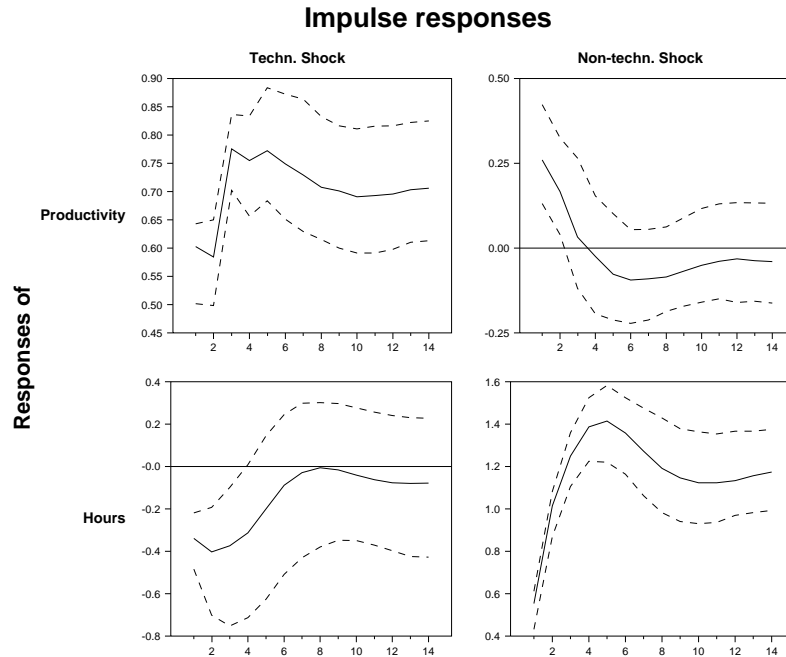 Impulse responses
Techn. Shock
Non-techn. Shock
Responses of
Productivity
0.90
0.85
0.80
0.75
0.70
0.65
0.60
0.55
0.50
0.45
2 4 6 8 10 12 14
0.50
0.25
0.00
-0.25
2 4 6 8 10 12 14
Hours
0.4
0.2
-0.0
-0.2
-0.4
-0.6
-0.8
2 4 6 8 10 12 14
1.6
1.4
1.2
1.0
0.8
0.6
0.4
2 4 6 8 10 12 14